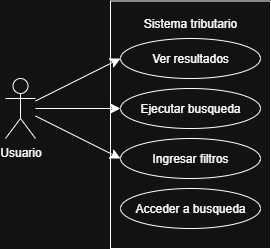 Sistema tributario
Ver resultados
Ejecutar busqueda
Ingresar filtros
Acceder a busqueda
Usuario